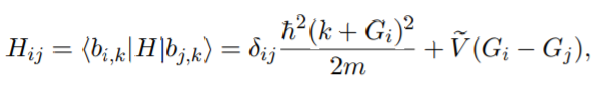 $H_{ij} = \langle b_{i,k}|H|b_{j,k}\rangle = \delta_{ij}\frac{\hbar^2(k+G_i)^2}{2m} + \tilde{V}(G_i - G_j),$